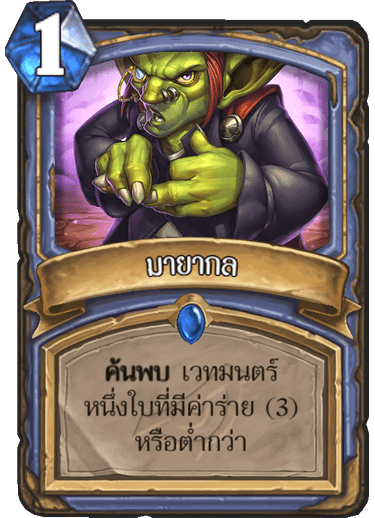 1
มายากล
ค้นพบ เวทมนตร์
หนึ่งใบที่มีค่าร่าย (3)
หรือต่ำกว่า